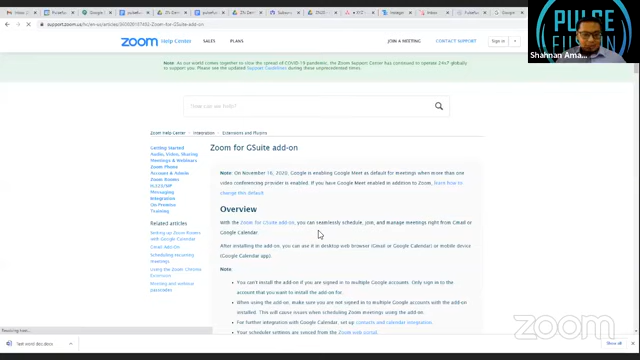 support.zoom.us/hc/en-us/articles/360020187492-Zoom-for-GSuite-add-on
zoom Help Center SALES PLANS JOIN A MEETING CONTACT SUPPORT Sign in
PULSE
FUSION
Shannan Ama...
Note: As our world comes together to slow the spread of COVID-19 pandemic, the Zoom Support Center has continued to operate 24x7 globally
to support you. Please see the updated Support Guidelines during these unprecedented times.
How can we help?
Zoom Help Center Integration Extensions and Plugins
Getting Started
Audio, Video, Sharing
Meetings & Webinars
Zoom Phone
Account & Admin
Zoom Rooms
H.323/SIP
Messaging
Integration
On-Premise
Training
Related articles
Setting up Zoom Rooms
with Google Calendar
Gmail Add-On
Scheduling recurring
meetings
Using the Zoom Chrome
Extension
Meeting and webinar
passwords
Zoom for GSuite add-on
Note: On November 16, 2020, Google is enabling Google Meet as default for meetings when more than one
video conferencing provider is enabled. If you have Google Meet enabled in addition to Zoom, learn how to
change this default.
Overview
With the Zoom for GSuite add-on, you can seamlessly schedule, join, and manage meetings right from Gmail or
Google Calendar.
After installing the add-on, you can use it in desktop web browser (Gmail or Google Calendar) or mobile device
(Google Calendar app).
Note:
You can't install the add-on if you are signed in to multiple Google accounts. Only sign in to the
account that you want to install the add-on for.
When using the add-on, make sure you are not signed in to multiple Google accounts with the add-on
installed. This will cause issues when scheduling Zoom meetings using the add-on.
For further integration with Google Calendar, set up contacts and calendar integration.
Your scheduler settings are synced from the Zoom web portal.
zoom
Test word doc.docx
Show all